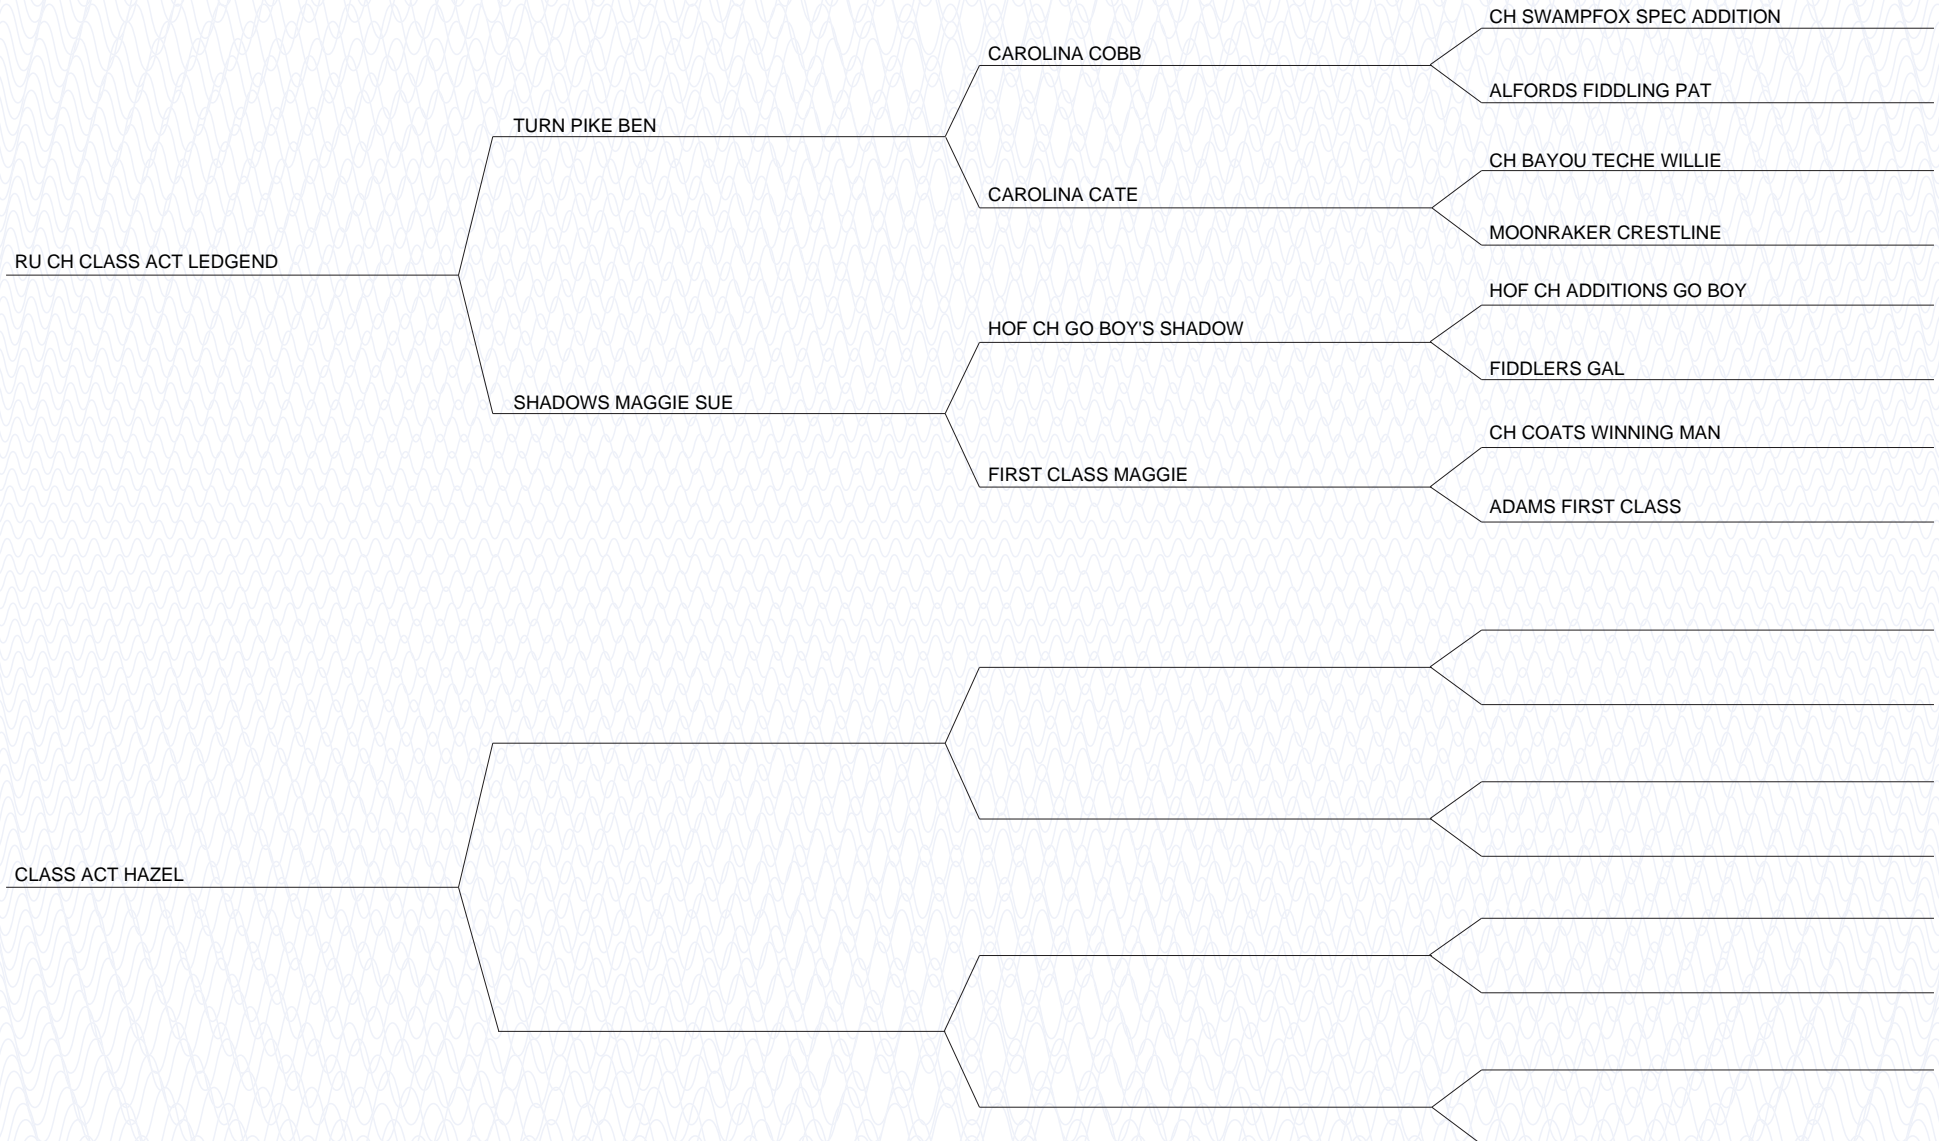 CH SWAMPFOX SPEC ADDITION
CAROLINA COBB
ALFORDS FIDDLING PAT
TURN PIKE BEN
CH BAYOU TECHE WILLIE
CAROLINA CATE
MOONRAKER CRESTLINE
RU CH CLASS ACT LEDGEND
HOF CH ADDITIONS GO BOY
HOF CH GO BOY'S SHADOW
FIDDLERS GAL
SHADOWS MAGGIE SUE
CH COATS WINNING MAN
FIRST CLASS MAGGIE
ADAMS FIRST CLASS
CLASS ACT HAZEL